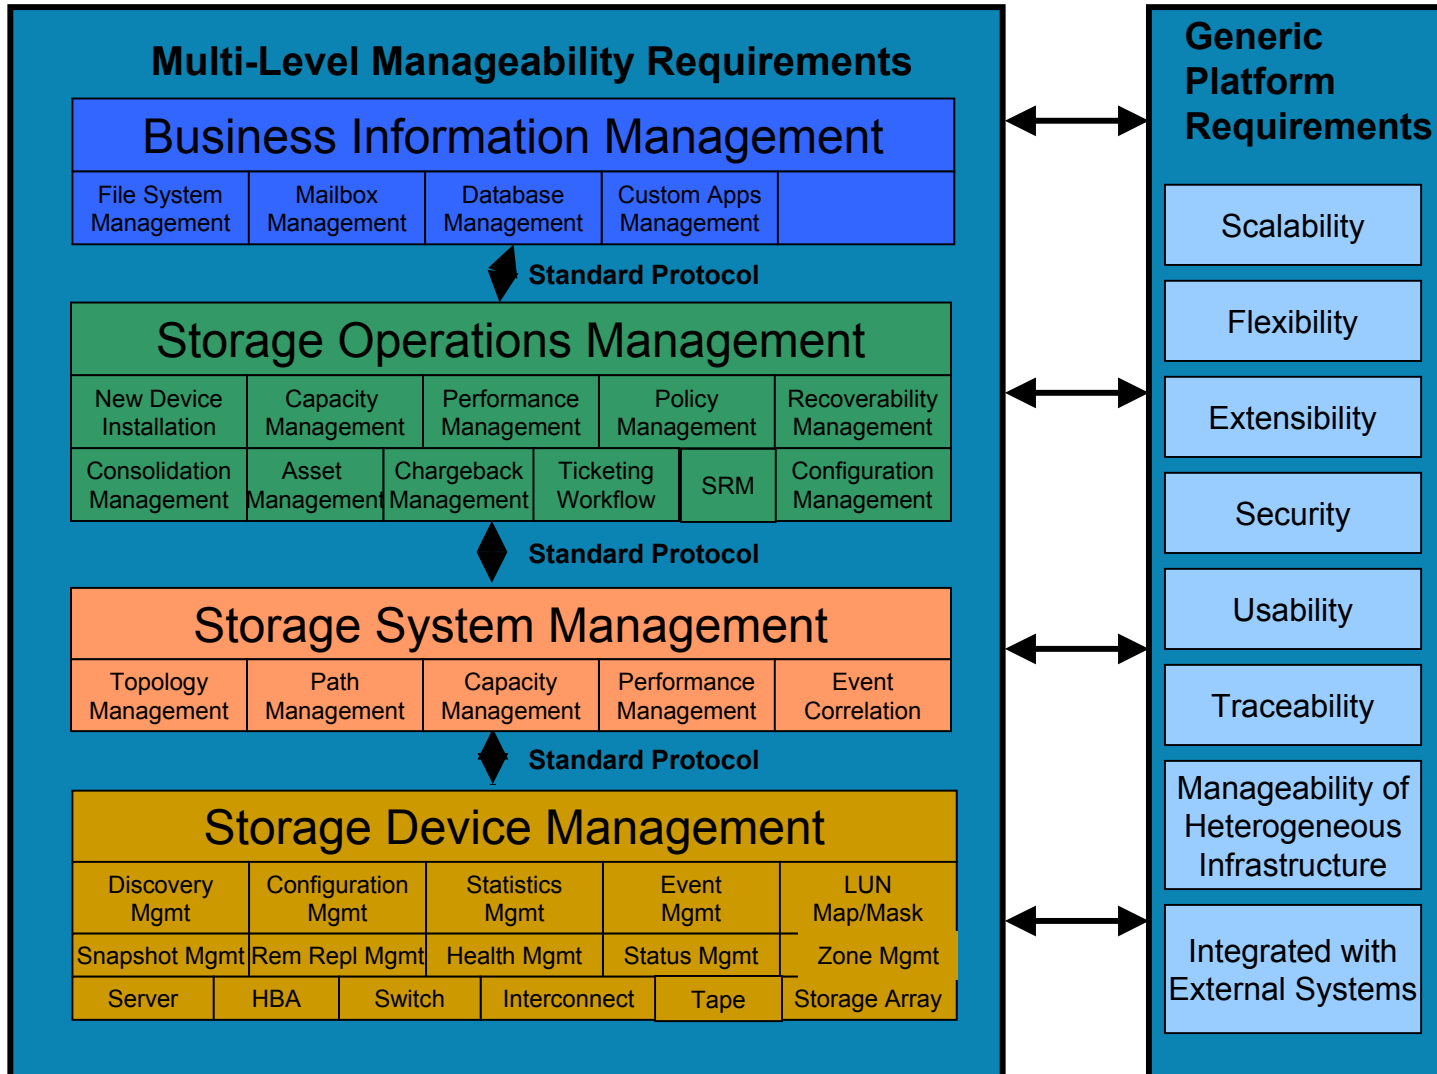 Multi-Level Manageability Requirements
Business Information Management
File System
Management
Mailbox
Management
Database
Management
Custom Apps
Management
Standard Protocol
Storage Operations Management
New Device
Installation
Capacity
Management
Performance
Management
Policy
Management
Recoverability
Management
Consolidation
Management
Asset
Management
Chargeback
Management
Ticketing
Workflow
SRM
Configuration
Management
Standard Protocol
Storage System Management
Topology
Management
Path
Management
Capacity
Management
Performance
Management
Event
Correlation
Standard Protocol
Storage Device Management
Discovery
Mgmt
Configuration
Mgmt
Statistics
Mgmt
Event
Mgmt
LUN
Map/Mask
Snapshot Mgmt
Rem Repl Mgmt
Health Mgmt
Status Mgmt
Zone Mgmt
Server
HBA
Switch
Interconnect
Tape
Storage Array
Generic
Platform
Requirements
Scalability
Flexibility
Extensibility
Security
Usability
Traceability
Manageability of
Heterogeneous
Infrastructure
Integrated with
External Systems